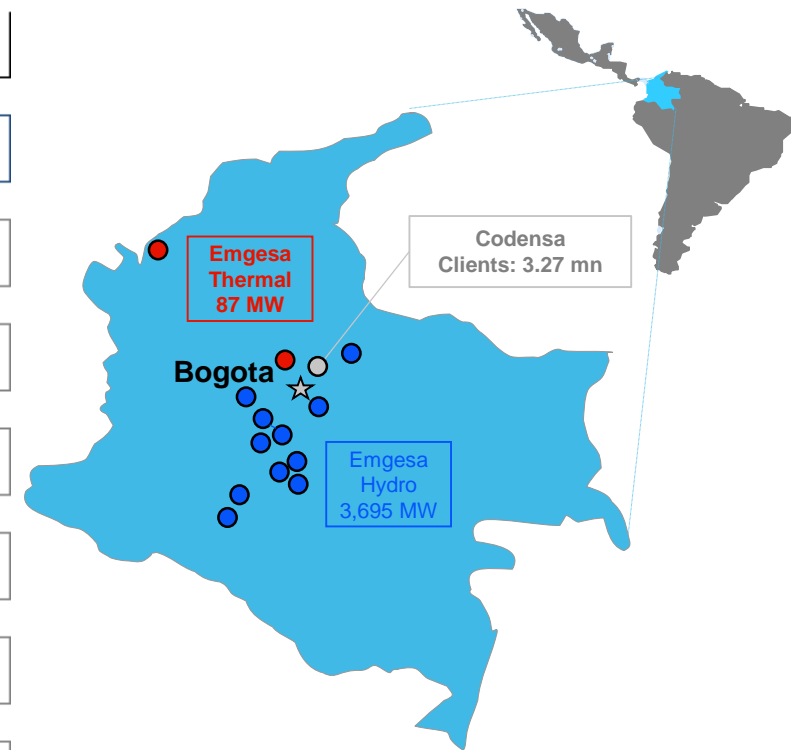 Codensa
Clients: 3.27 mn
Emgesa
Thermal
87 MW
Bogota
Emgesa
Hydro
3,695 MW